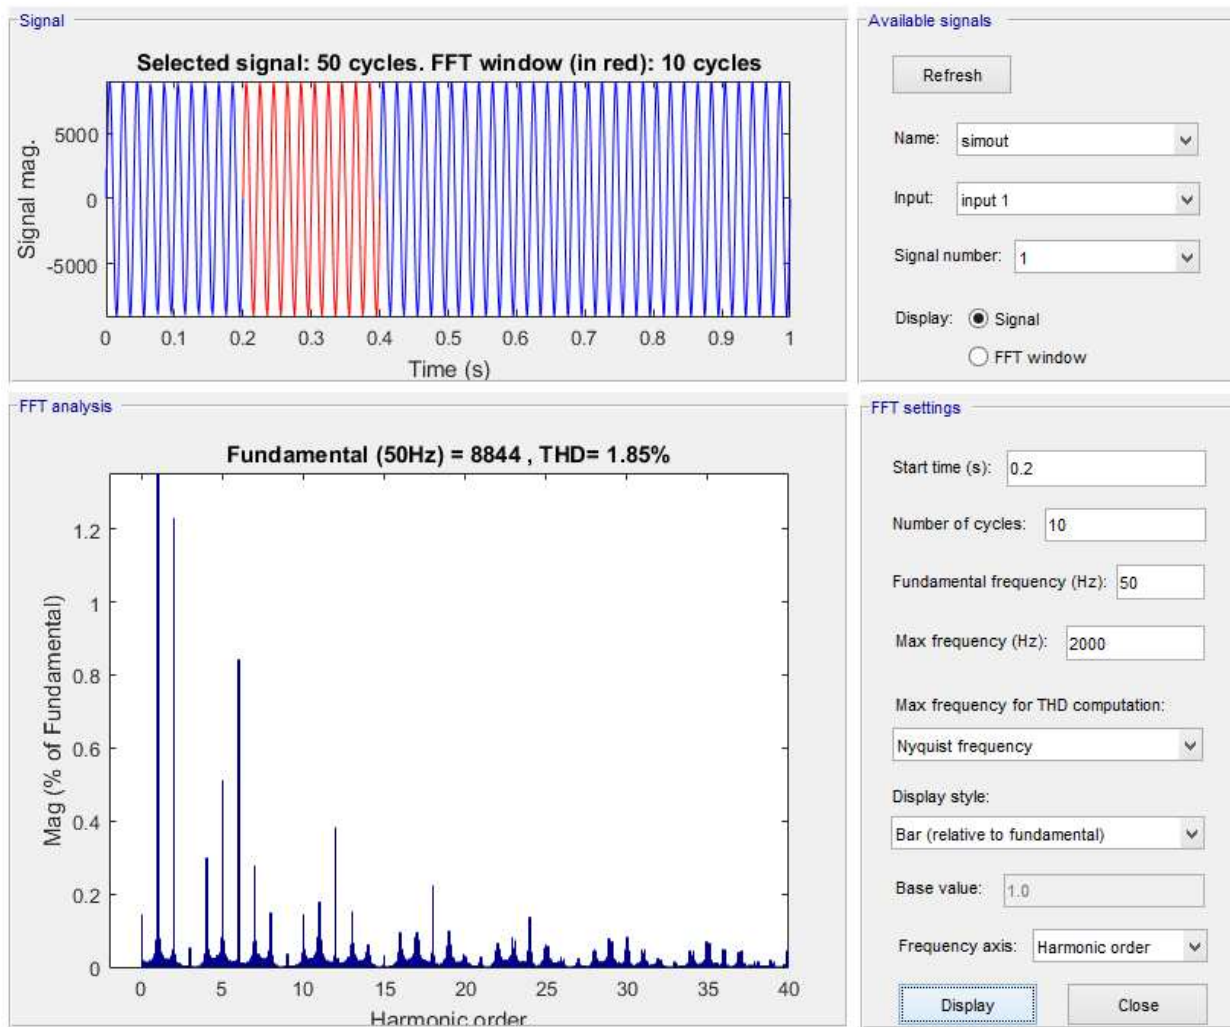 Signal
Selected signal: 50 cycles. FFT window (in red): 10 cycles
Signal mag.
5000
0
-5000
0 0.1 0.2 0.3 0.4 0.5 0.6 0.7 0.8 0.9 1
Time (s)
Available signals
Refresh
Name: simout
Input: input 1
Signal number: 1
Display: Signal
FFT window
FFT analysis
Fundamental (50Hz) = 8844 , THD= 1.85%
Mag (% of Fundamental)
1.2
1
0.8
0.6
0.4
0.2
0
0 5 10 15 20 25 30 35 40
Harmonic order
FFT settings
Start time (s): 0.2
Number of cycles: 10
Fundamental frequency (Hz): 50
Max frequency (Hz): 2000
Max frequency for THD computation:
Nyquist frequency
Display style:
Bar (relative to fundamental)
Base value: 1.0
Frequency axis: Harmonic order
Display Close